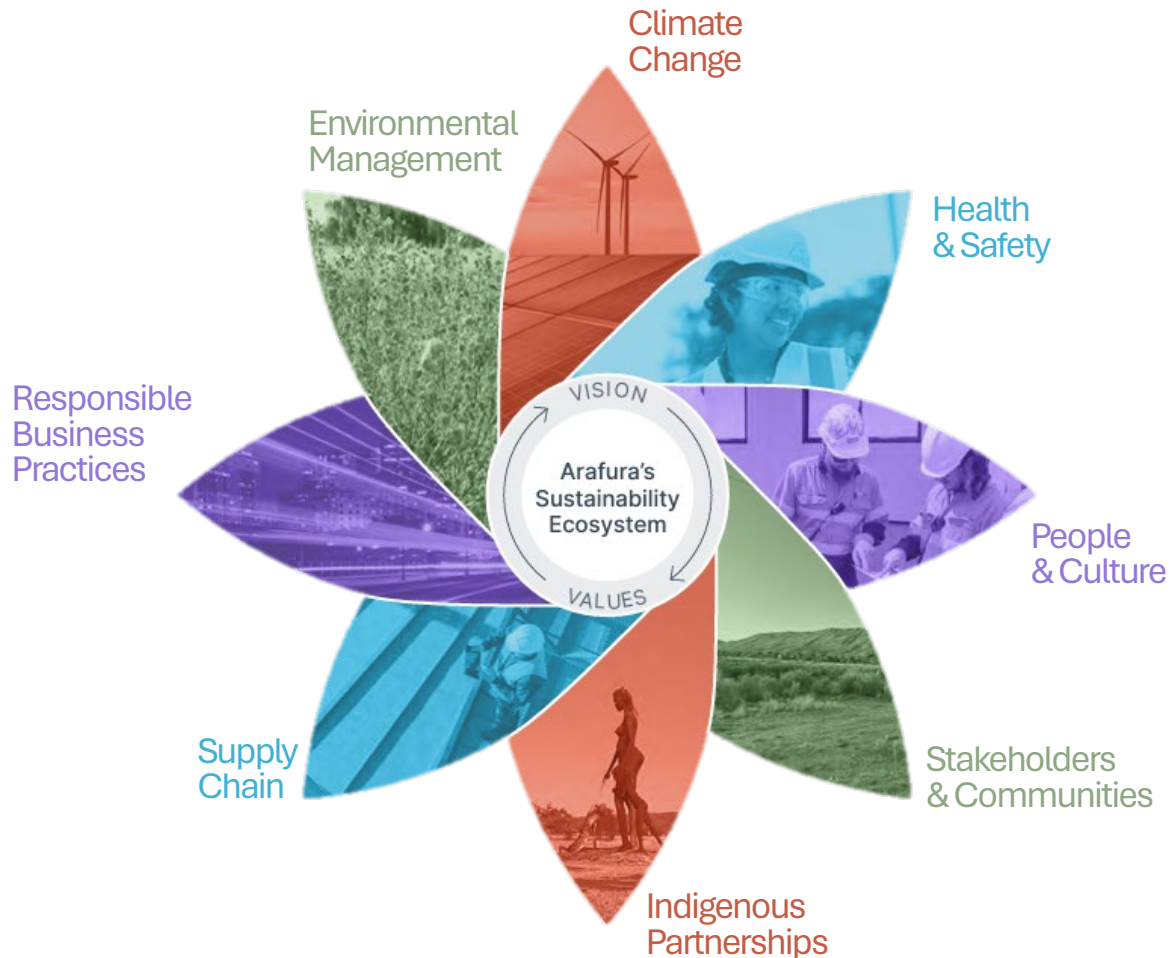 Climate
Change
Environmental
Management
Health
& Safety
Responsible
Business
Practices
VISION
Arafura’s
Sustainability
Ecosystem
VALUES
People
& Culture
Supply
Chain
Stakeholders
& Communities
Indigenous
Partnerships